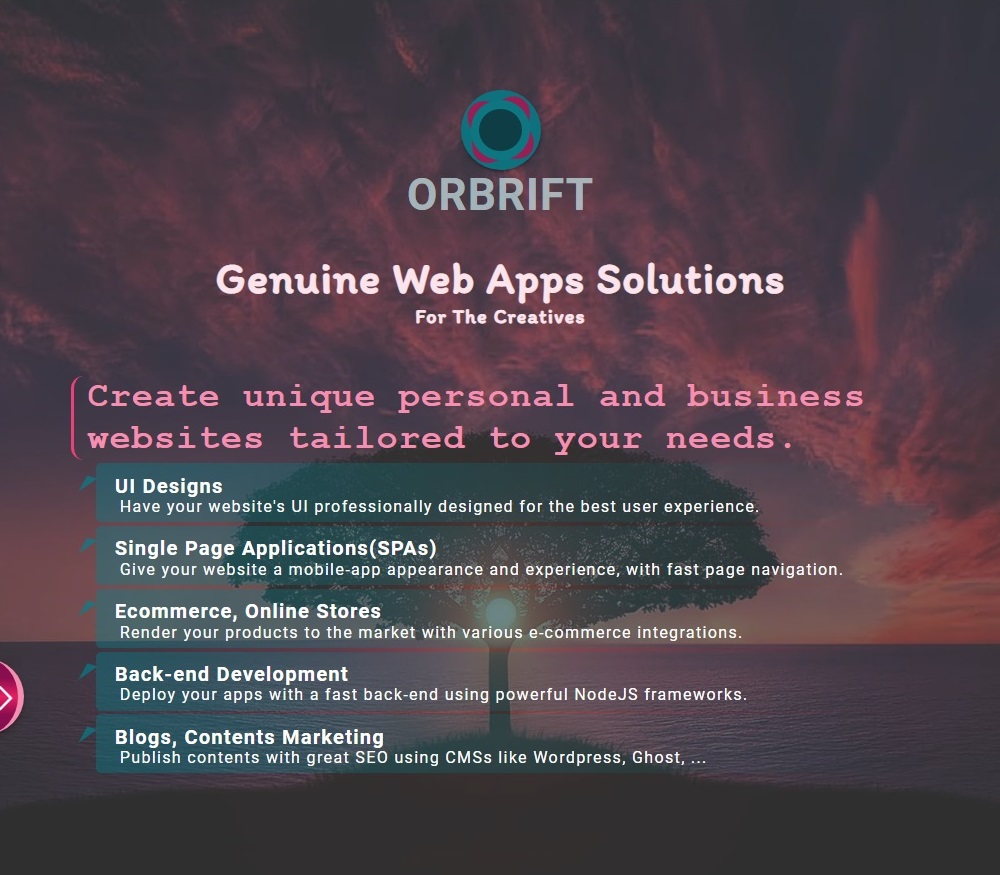 ORBRIFT
Genuine Web Apps Solutions
For The Creatives
Create unique personal and business
websites tailored to your needs.
UI Designs
Have your website's UI professionally designed for the best user experience.
Single Page Applications(SPAs)
Give your website a mobile-app appearance and experience, with fast page navigation.
Ecommerce, Online Stores
Render your products to the market with various e-commerce integrations.
Back-end Development
Deploy your apps with a fast back-end using powerful NodeJS frameworks.
Blogs, Contents Marketing
Publish contents with great SEO using CMSs like Wordpress, Ghost, ...